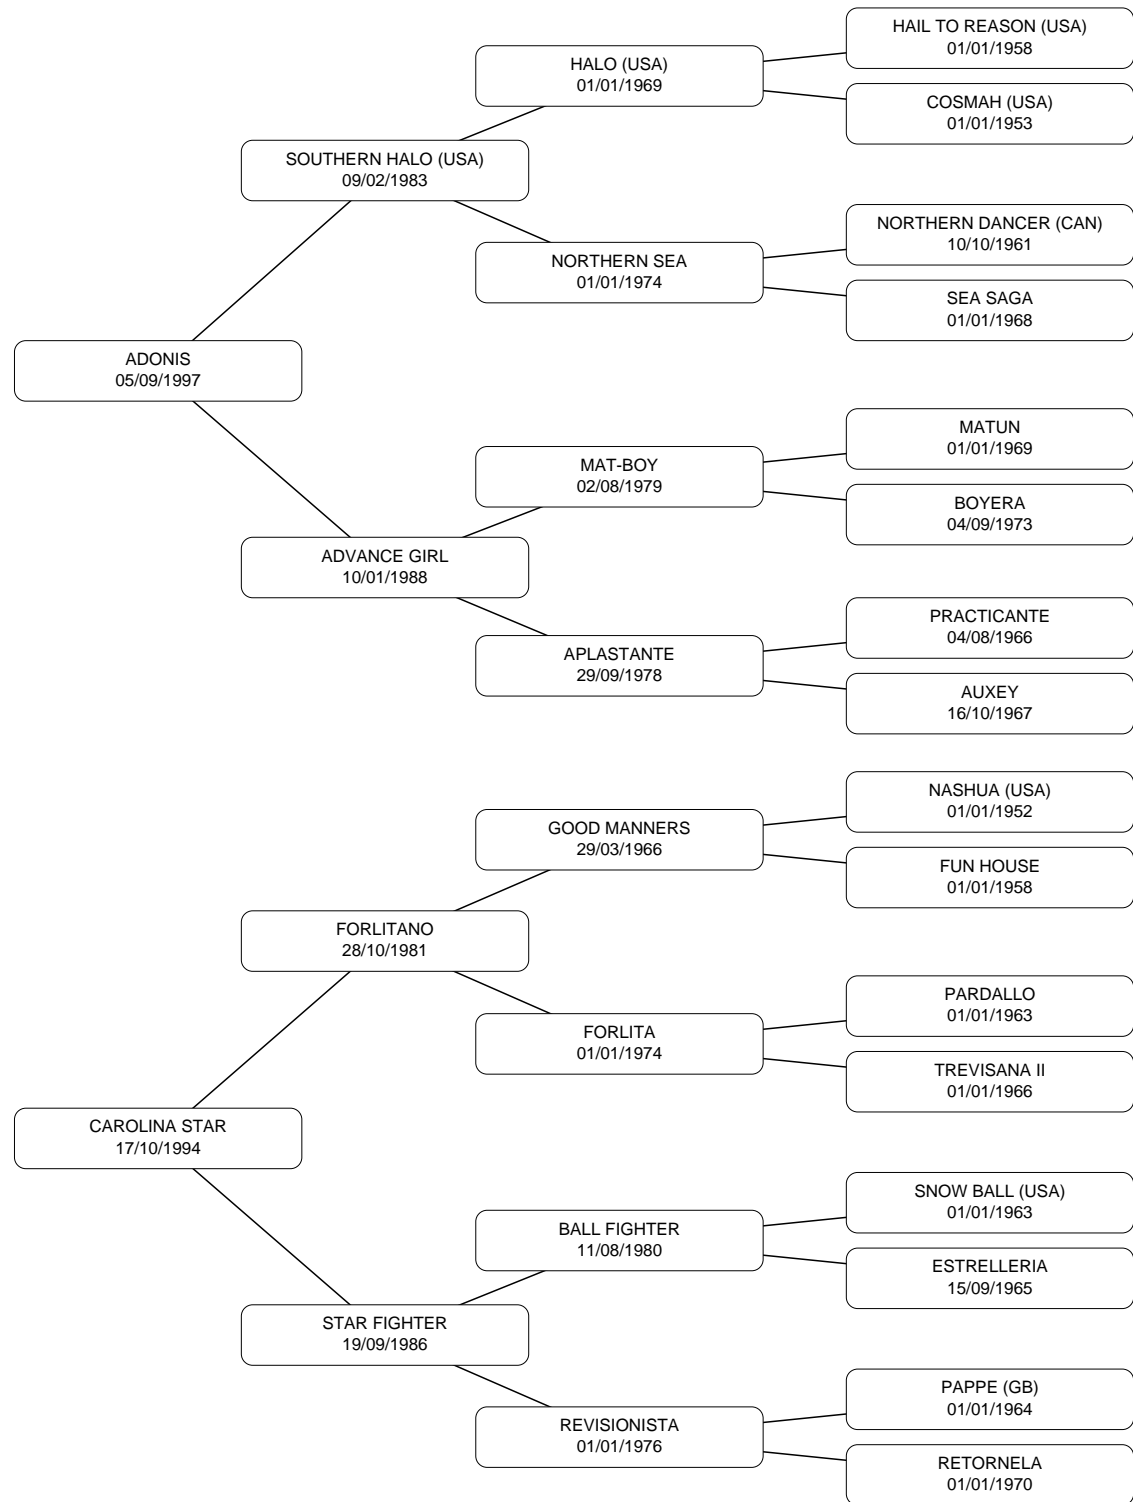 HAIL TO REASON (USA)
01/01/1958
HALO (USA)
01/01/1969
COSMAH (USA)
01/01/1953
SOUTHERN HALO (USA)
09/02/1983
NORTHERN DANCER (CAN)
10/10/1961
NORTHERN SEA
01/01/1974
SEA SAGA
01/01/1968
ADONIS
05/09/1997
MATUN
01/01/1969
MAT-BOY
02/08/1979
BOYERA
04/09/1973
ADVANCE GIRL
10/01/1988
PRACTICANTE
04/08/1966
APLASTANTE
29/09/1978
AUXEY
16/10/1967
NASHUA (USA)
01/01/1952
GOOD MANNERS
29/03/1966
FUN HOUSE
01/01/1958
FORLITANO
28/10/1981
PARDALLO
01/01/1963
FORLITA
01/01/1974
TREVISANA II
01/01/1966
CAROLINA STAR
17/10/1994
SNOW BALL (USA)
01/01/1963
BALL FIGHTER
11/08/1980
ESTRELLERIA
15/09/1965
STAR FIGHTER
19/09/1986
PAPPE (GB)
01/01/1964
REVISIONISTA
01/01/1976
RETORNELA
01/01/1970